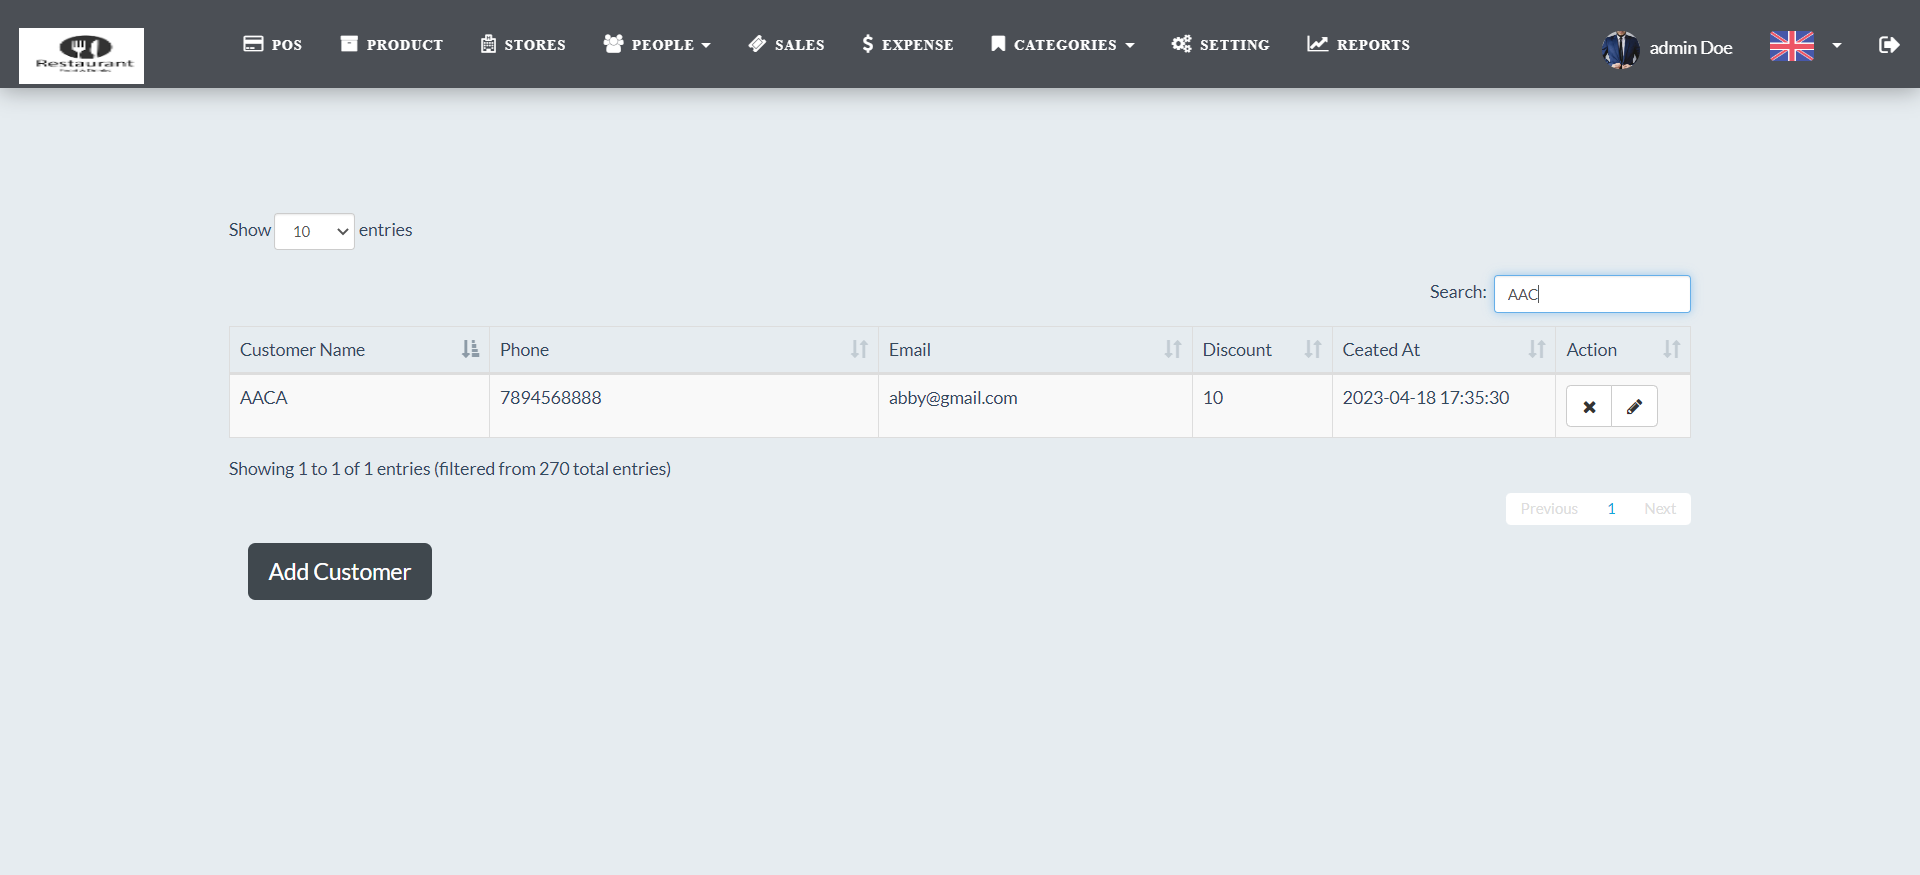 Restaurant
POS PRODUCT STORES PEOPLE SALES EXPENSE CATEGORIES SETTING REPORTS
admin Doe
Show 10 entries
Search: AAC
Customer Name Phone Email Discount Ceated At Action
AACA 7894568888 abby@gmail.com 10 2023-04-18 17:35:30
Showing 1 to 1 of 1 entries (filtered from 270 total entries)
Previous 1 Next
Add Customer